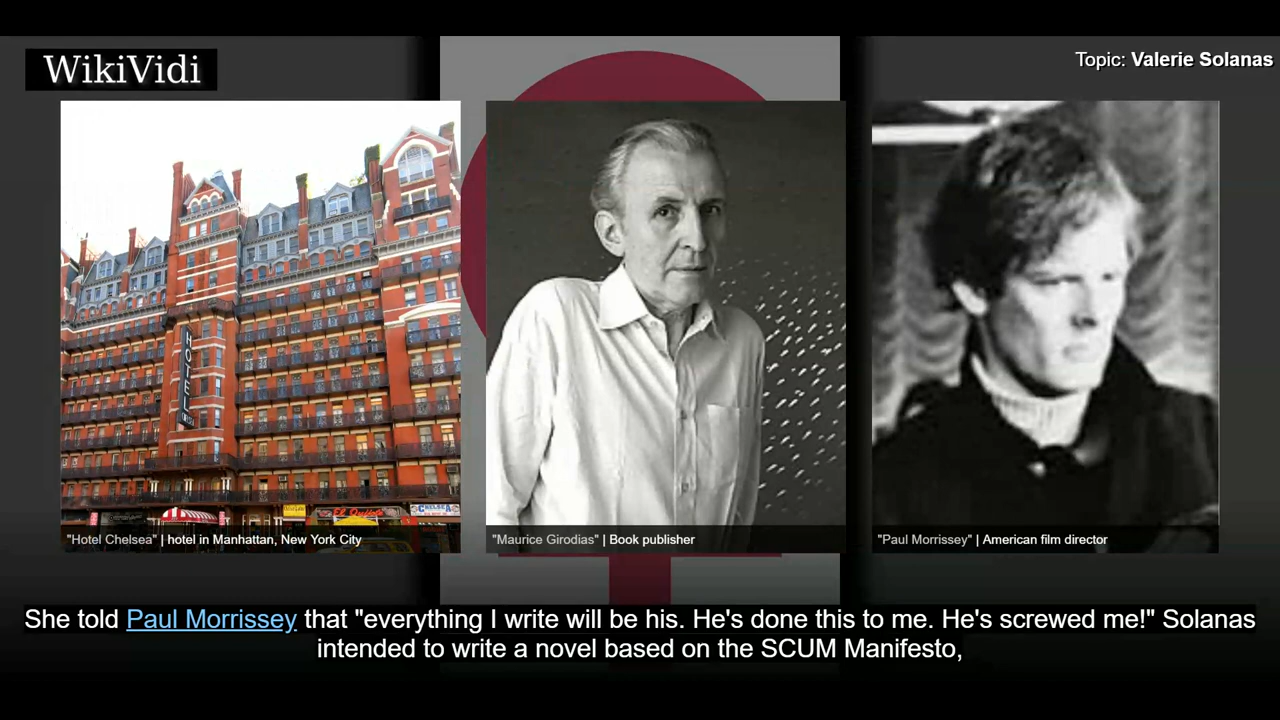 WikiVidi
Topic: Valerie Solanas
HOTEL
CHELSEA
"Hotel Chelsea" | hotel in Manhattan, New York City
"Maurice Girodias" | Book publisher
"Paul Morrissey" | American film director
She told Paul Morrissey that "everything I write will be his. He's done this to me. He's screwed me!" Solanas
intended to write a novel based on the SCUM Manifesto,